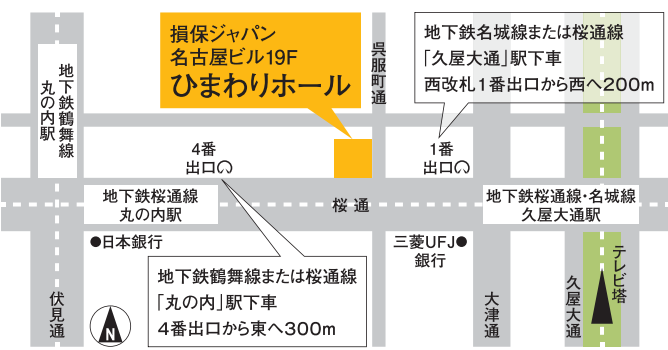 損保ジャパン
名古屋ビル19F
ひまわりホール
呉服町通
地下鉄名城線または桜通線
「久屋大通」駅下車
西改札1番出口から西へ200m
地下鉄鶴舞線
丸の内駅
4番
出口
1番
出口
地下鉄桜通線
丸の内駅
桜通
地下鉄桜通線・名城線
久屋大通駅
●日本銀行
三菱UFJ●
銀行
地下鉄鶴舞線または桜通線
「丸の内」駅下車
4番出口から東へ300m
伏見通
N
大津通
久屋大通
テレビ塔